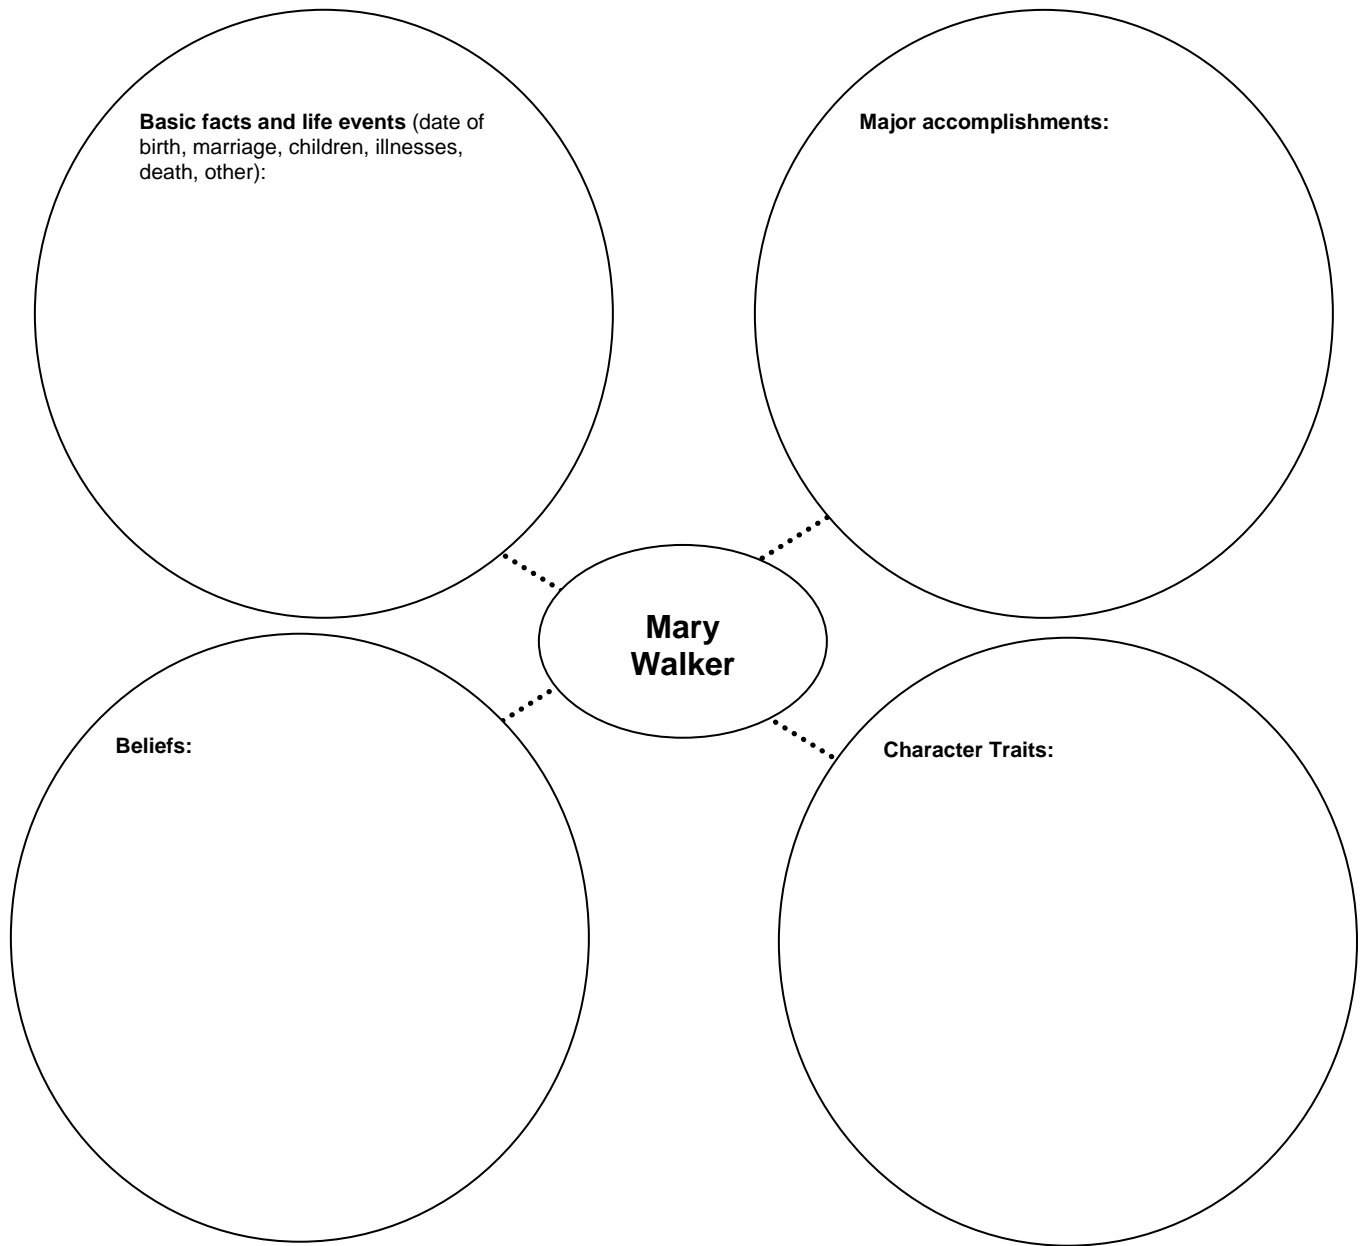 Basic facts and life events (date of
birth, marriage, children, illnesses,
death, other):
Major accomplishments:
Mary
Walker
Beliefs:
Character Traits: